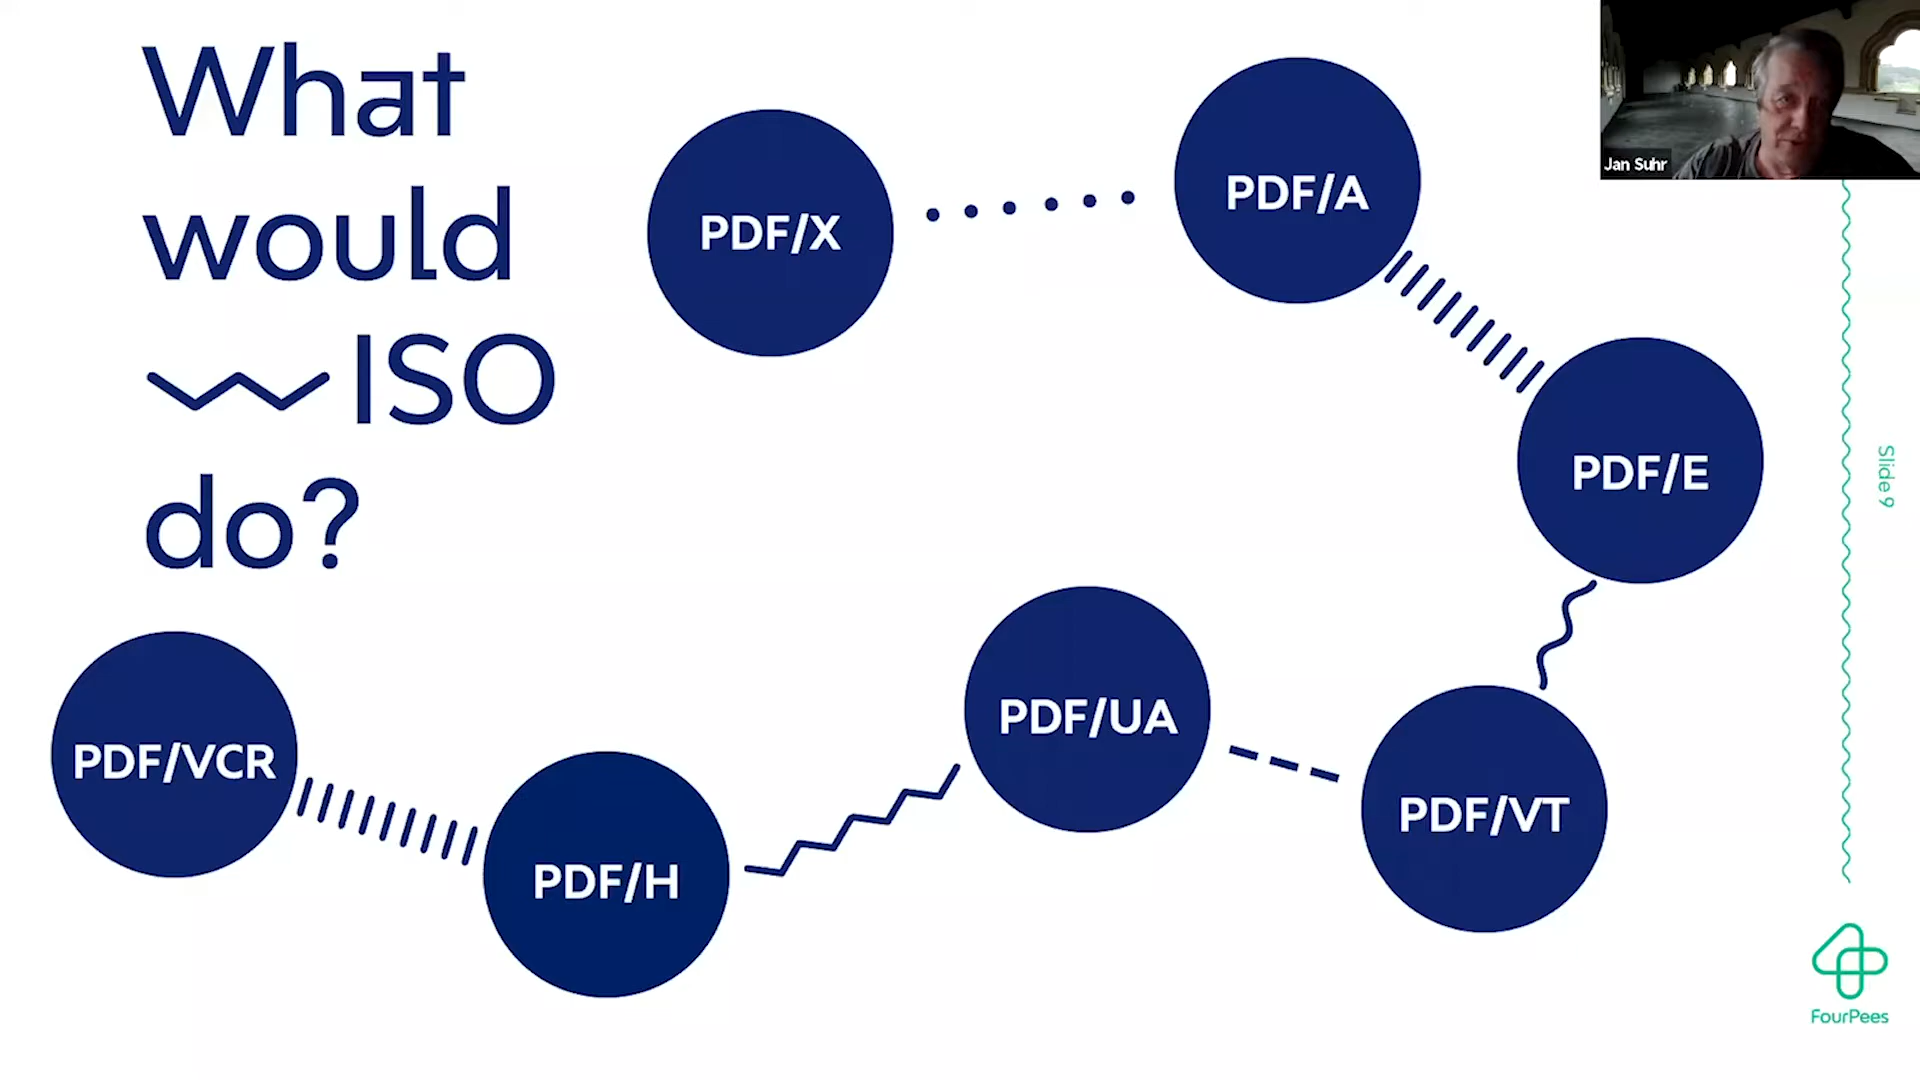 What
would
ISO
do?
PDF/X
PDF/A
PDF/E
PDF/VT
PDF/UA
PDF/H
PDF/VCR
Jan Suhr
Slide 9
FourPees